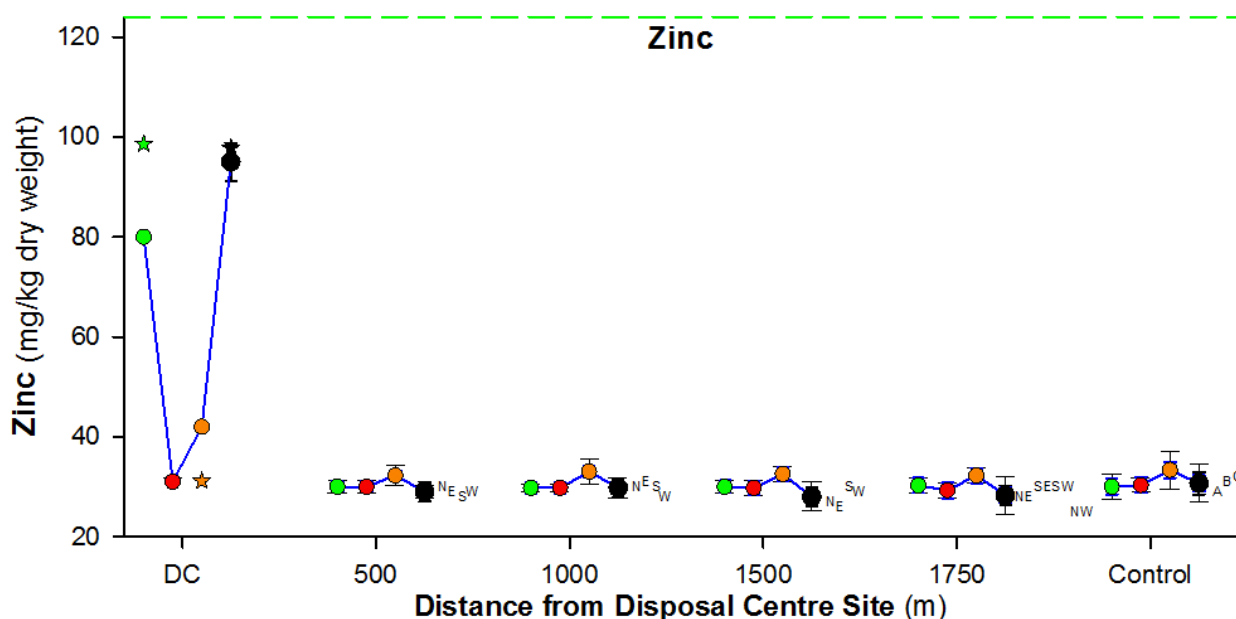 Zinc
Zinc (mg/kg dry weight)
120
100
80
60
40
20
N E S W
N E S W
N E S W
NE SE SW NW
A B C
DC 500 1000 1500 1750 Control
Distance from Disposal Centre Site (m)